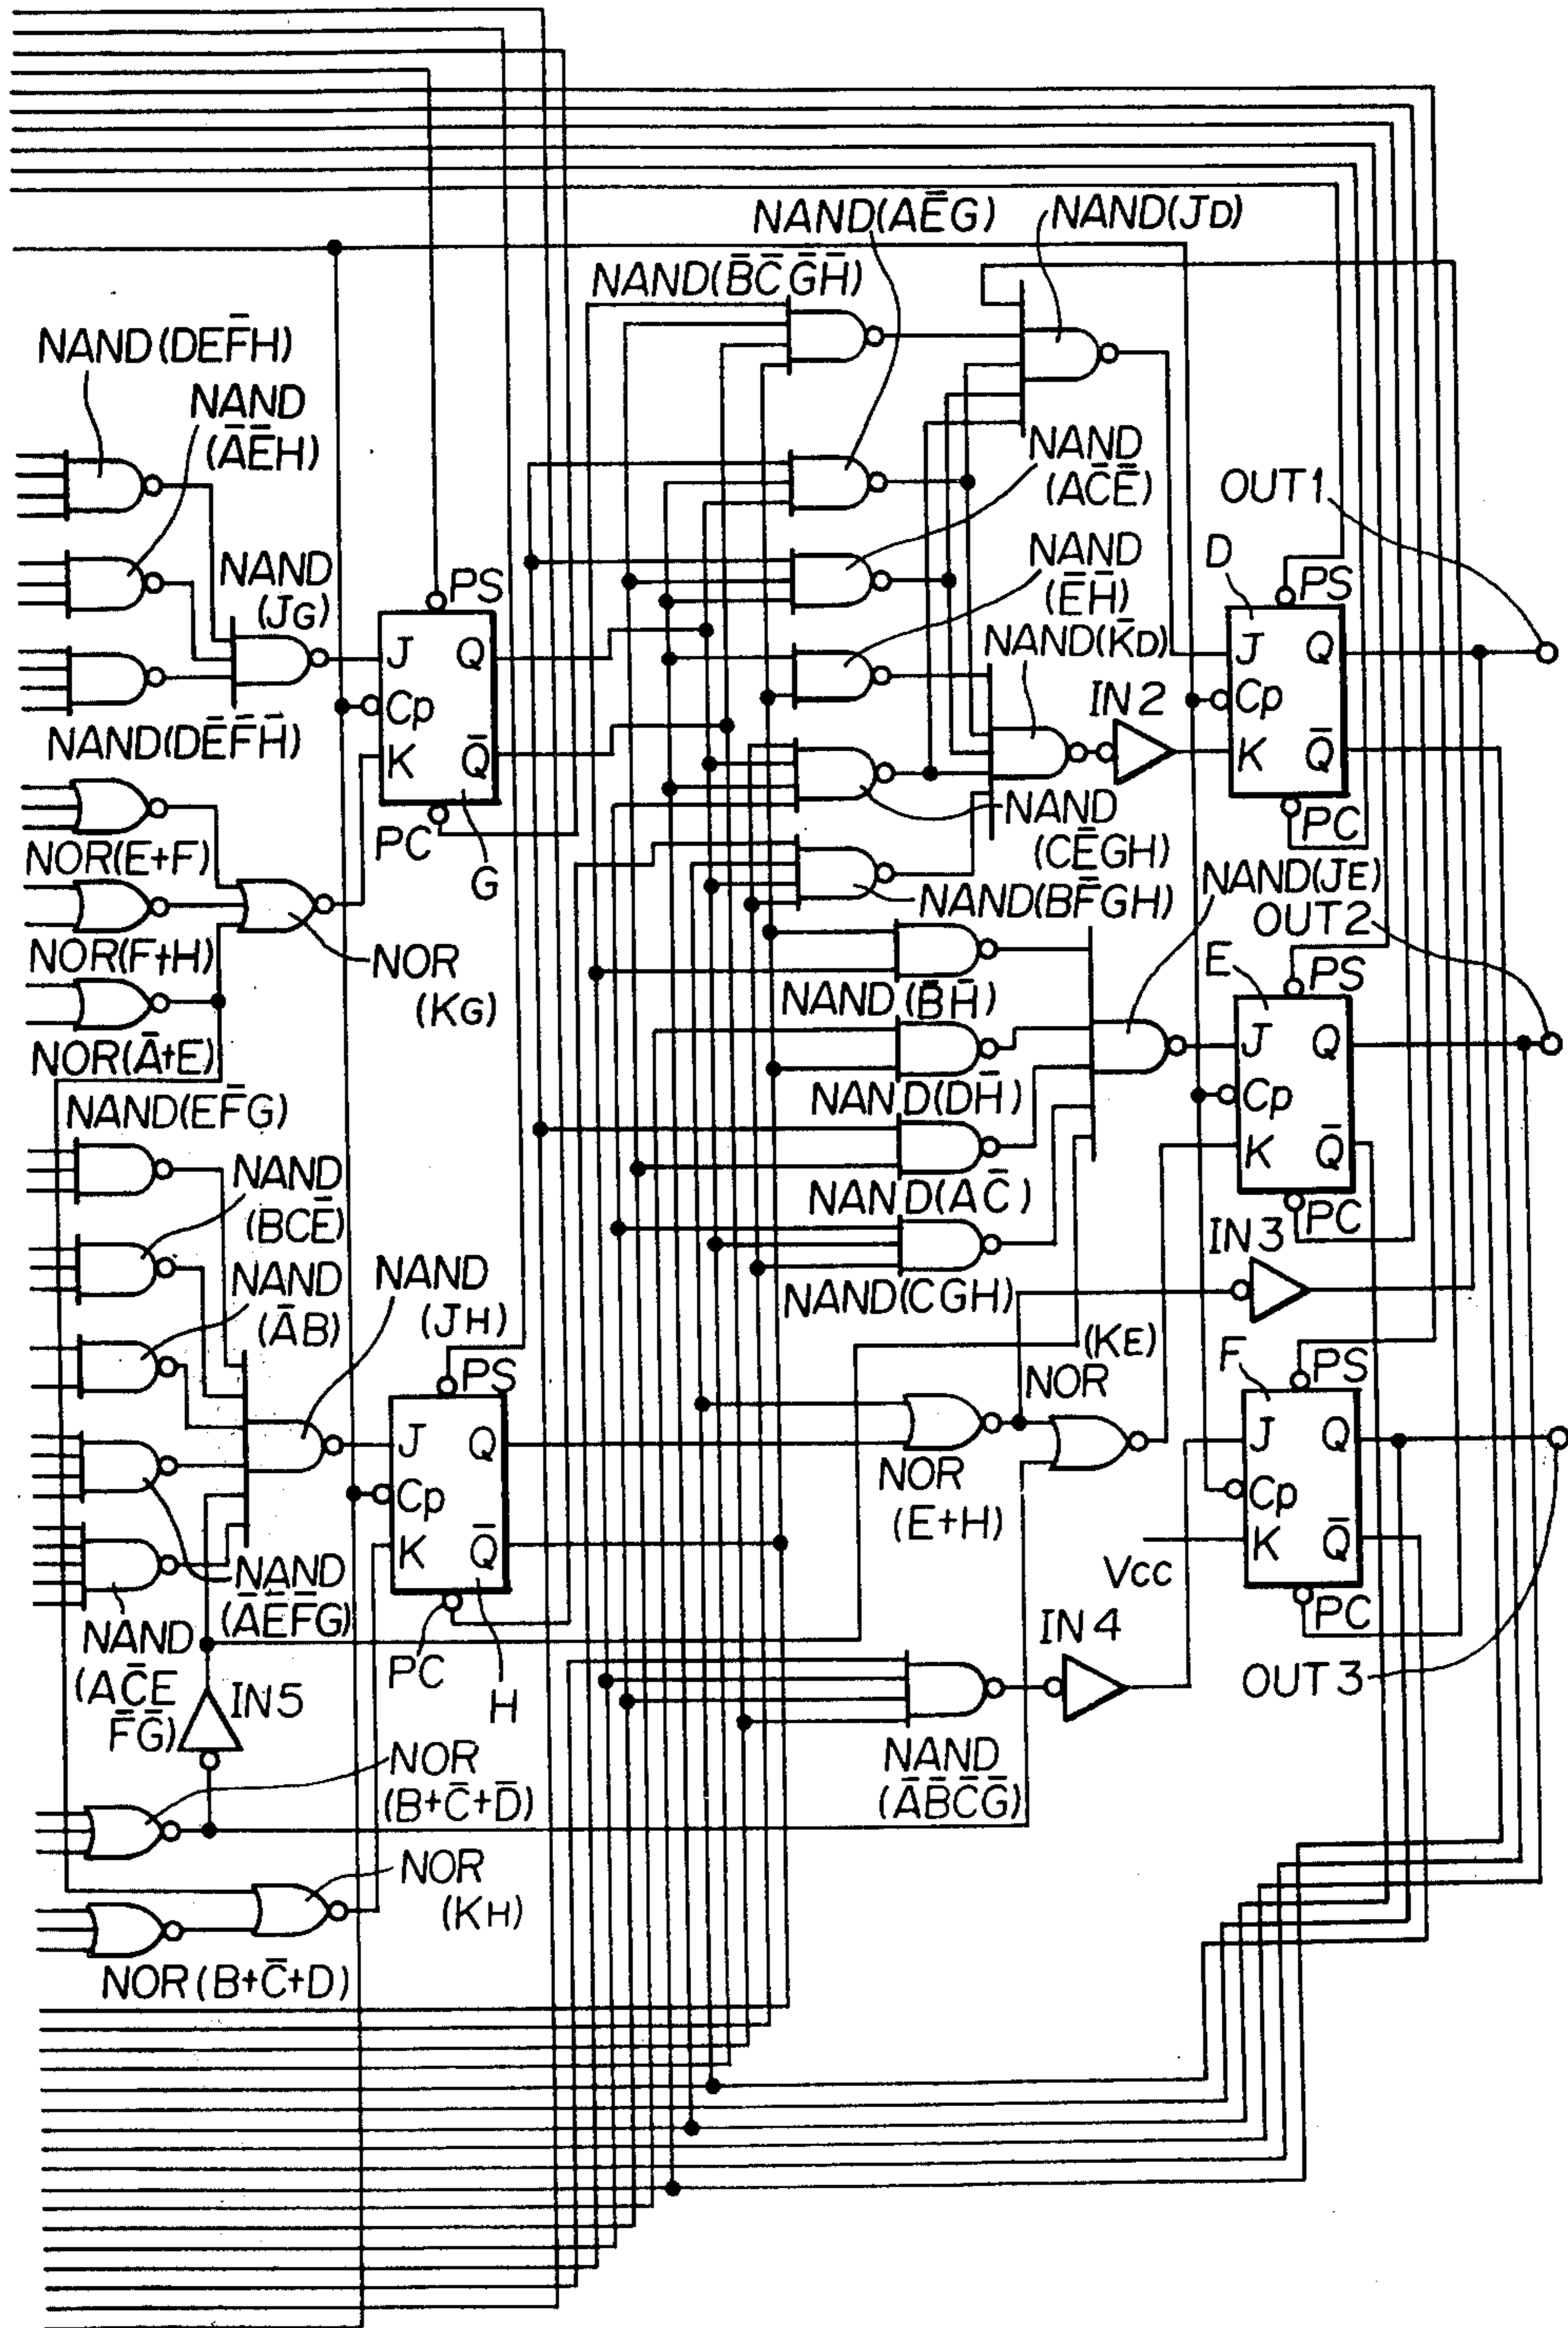 NAND(AĒG)
NAND(JD)
NAND(B̄C̄ḠH̄)
NAND(DEF̄H)
NAND
(ĀĒH)
NAND
(AC̄Ē)
OUT1
NAND
(JG)
NAND
(ĒH̄)
D
PS
PS
J
Q
Cp
K
Q̄
PC
G
NAND(K̄D)
IN2
J
Q
Cp
K
Q̄
PC
NAND(DĒF̄H̄)
NAND
(CĒGH)
NOR(E+F)
NAND(BF̄GH)
NAND(JE)
OUT2
NOR(F+H)
NOR
(KG)
NAND(B̄H̄)
E
PS
J
Q
Cp
K
Q̄
PC
NOR(Ā+E)
NAND(DH̄)
NAND(EF̄G)
NAND
(BCĒ)
NAND(AC̄)
IN3
NAND
(ĀB)
NAND
(JH)
NAND(CGH)
(KE)
NOR
PS
J
Q
Cp
K
Q̄
PC
H
F
PS
J
Q
Cp
K
Q̄
PC
NOR
(E+H)
Vcc
NAND
(ĀĒF̄G)
NAND
(AC̄E
F̄Ḡ)
IN4
OUT3
IN5
NAND
(ĀB̄C̄Ḡ)
NOR
(B+C̄+D̄)
NOR
(KH)
NOR(B+C̄+D)